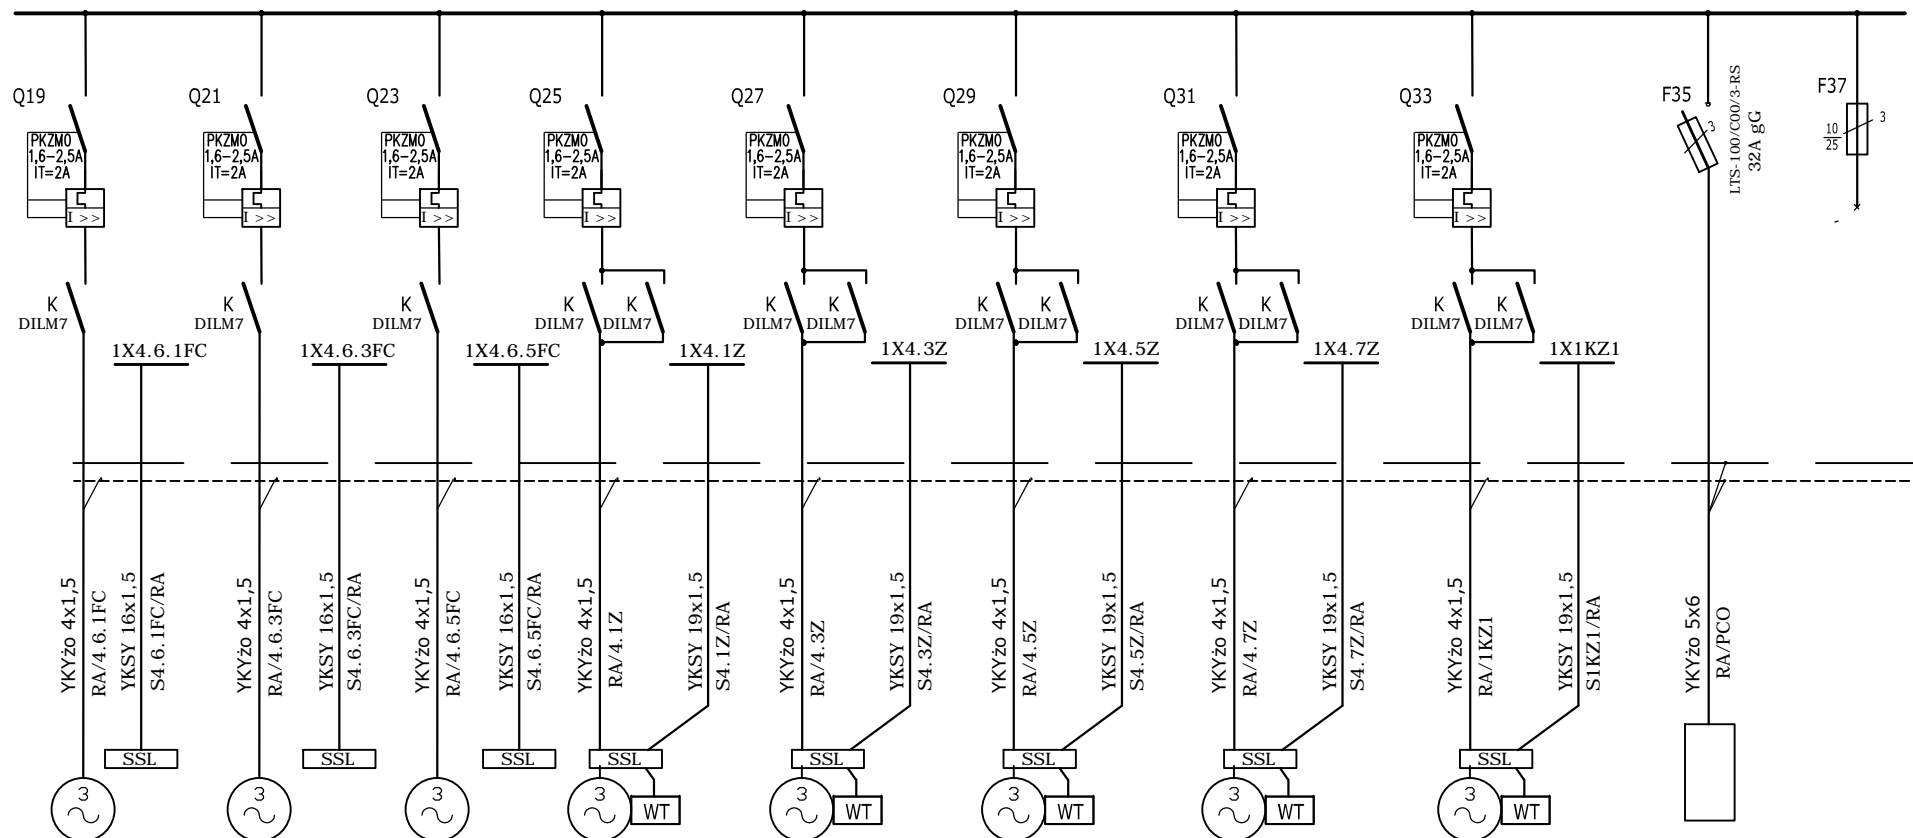 Q19
PKZM0
1,6-2,5A
IT=2A
I >>
K
DILM7
1X4.6.1FC
YKYżo 4x1,5
RA/4.6.1FC
YKSY 16x1,5
S4.6.1FC/RA
SSL
3
Q21
PKZM0
1,6-2,5A
IT=2A
I >>
K
DILM7
1X4.6.3FC
YKYżo 4x1,5
RA/4.6.3FC
YKSY 16x1,5
S4.6.3FC/RA
SSL
3
Q23
PKZM0
1,6-2,5A
IT=2A
I >>
K
DILM7
1X4.6.5FC
YKYżo 4x1,5
RA/4.6.5FC
YKSY 16x1,5
S4.6.5FC/RA
SSL
3
Q25
PKZM0
1,6-2,5A
IT=2A
I >>
K
DILM7
K
DILM7
1X4.1Z
YKYżo 4x1,5
RA/4.1Z
YKSY 19x1,5
S4.1Z/RA
SSL
3
WT
Q27
PKZM0
1,6-2,5A
IT=2A
I >>
K
DILM7
K
DILM7
1X4.3Z
YKYżo 4x1,5
RA/4.3Z
YKSY 19x1,5
S4.3Z/RA
SSL
3
WT
Q29
PKZM0
1,6-2,5A
IT=2A
I >>
K
DILM7
K
DILM7
1X4.5Z
YKYżo 4x1,5
RA/4.5Z
YKSY 19x1,5
S4.5Z/RA
SSL
3
WT
Q31
PKZM0
1,6-2,5A
IT=2A
I >>
K
DILM7
K
DILM7
1X4.7Z
YKYżo 4x1,5
RA/4.7Z
YKSY 19x1,5
S4.7Z/RA
SSL
3
WT
Q33
PKZM0
1,6-2,5A
IT=2A
I >>
K
DILM7
K
DILM7
1X1KZ1
YKYżo 4x1,5
RA/1KZ1
YKSY 19x1,5
S1KZ1/RA
SSL
3
WT
F35
3
LTS-100/C00/3-RS
32A gG
YKYżo 5x6
RA/PCO
F37
10
25
3
-